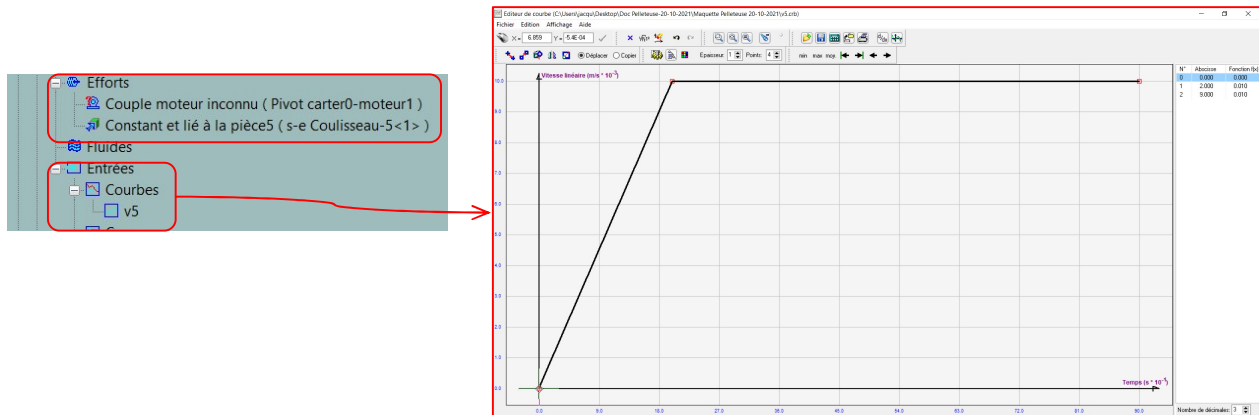 Efforts
Couple moteur inconnu ( Pivot carter0-moteur1 )
Constant et lié à la pièce5 ( s-e Coulisseau-5<1> )
Fluides
Entrées
Courbes
v5
Editeur de courbe (C:\Users\jacqu\Desktop\Doc Pelleteuse-20-10-2021\Maquette Pelleteuse 20-10-2021\v5.crb)
Fichier Edition Affichage Aide
X= 6.859 Y= -5.4E-04
Déplacer Copier Epaisseur: 1 Points: 4 min max moy.
N° Abscisse Fonction f(x)
0 0.000 0.000
1 2.000 0.010
2 9.000 0.010
Vitesse linéaire (m/s * 10⁻³)
10.0
9.0
8.0
7.0
6.0
5.0
4.0
3.0
2.0
1.0
0.0
Temps (s * 10⁻¹)
0.0 9.0 18.0 27.0 36.0 45.0 54.0 63.0 72.0 81.0 90.0
Nombre de décimales: 3